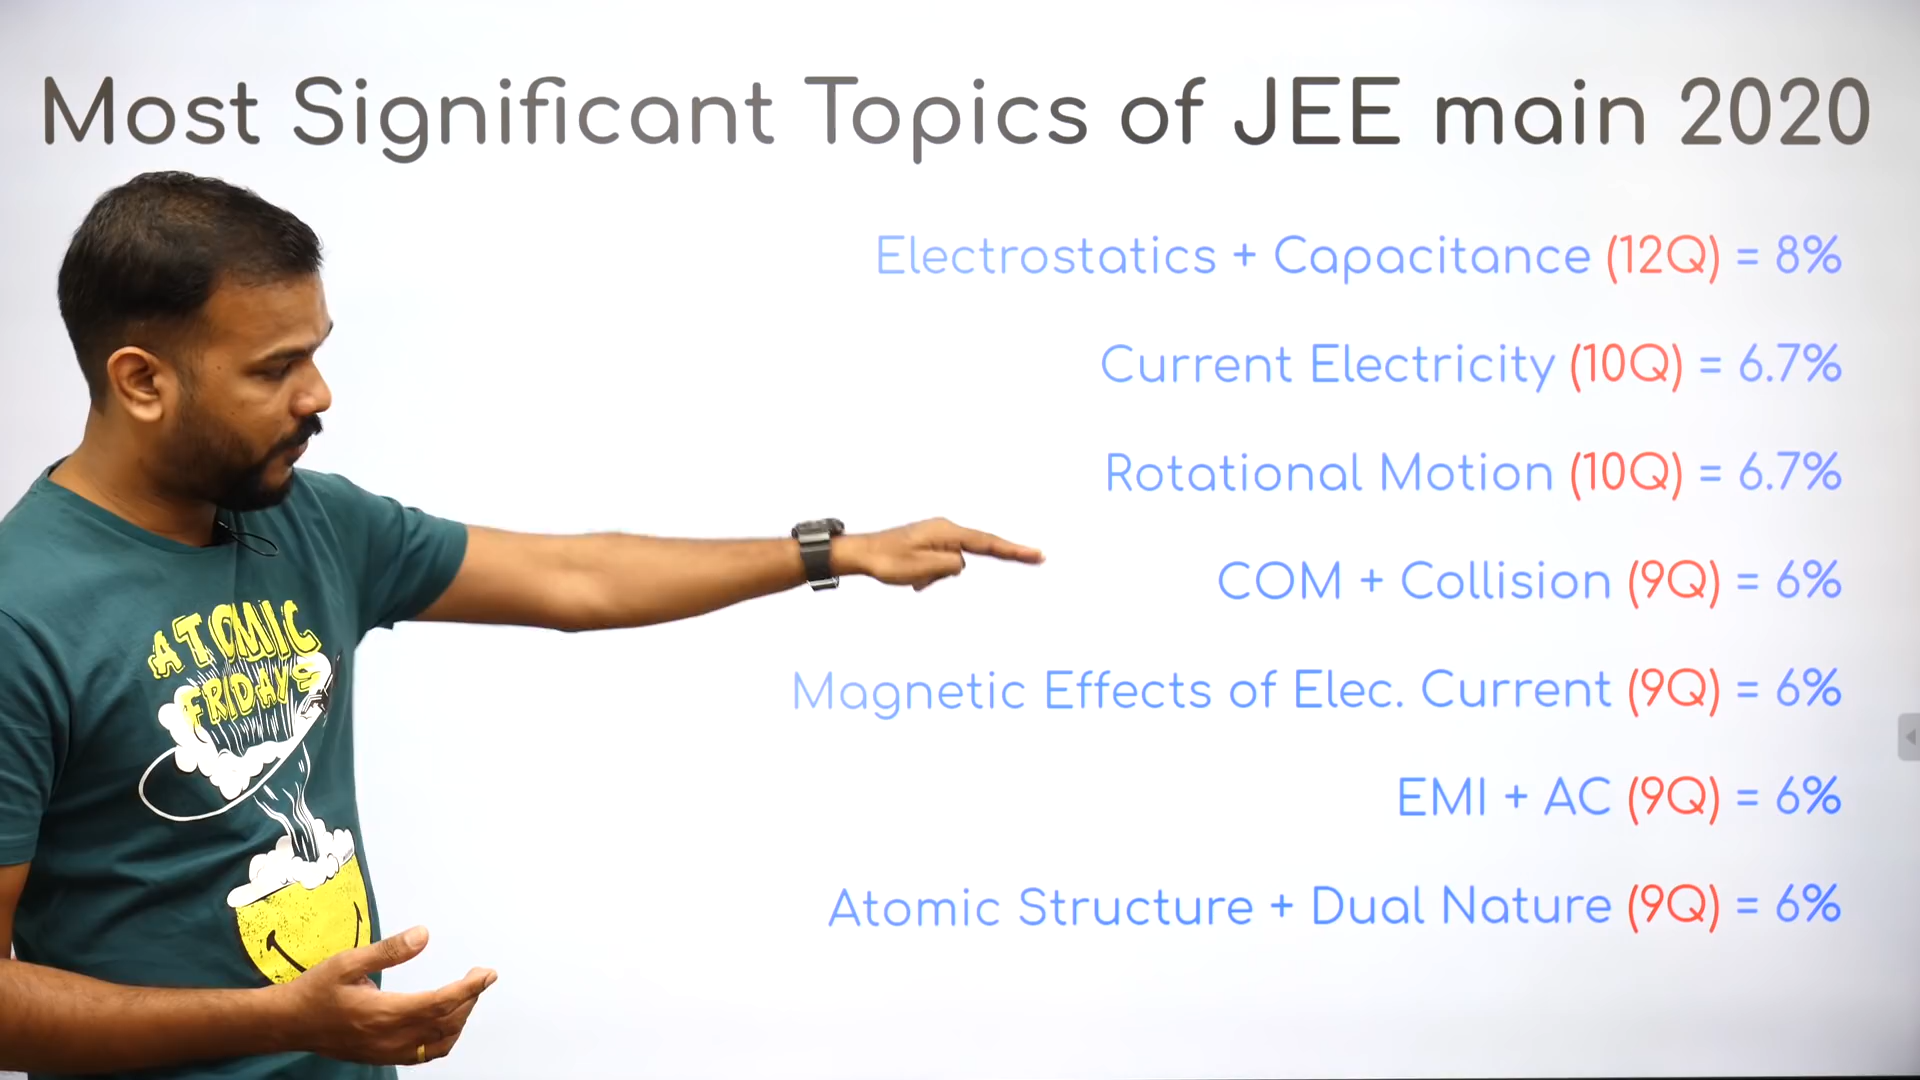 Most Significant Topics of JEE main 2020
Electrostatics + Capacitance (12Q) = 8%
Current Electricity (10Q) = 6.7%
Rotational Motion (10Q) = 6.7%
COM + Collision (9Q) = 6%
Magnetic Effects of Elec. Current (9Q) = 6%
EMI + AC (9Q) = 6%
Atomic Structure + Dual Nature (9Q) = 6%
ATOMIC
FRIDAYS